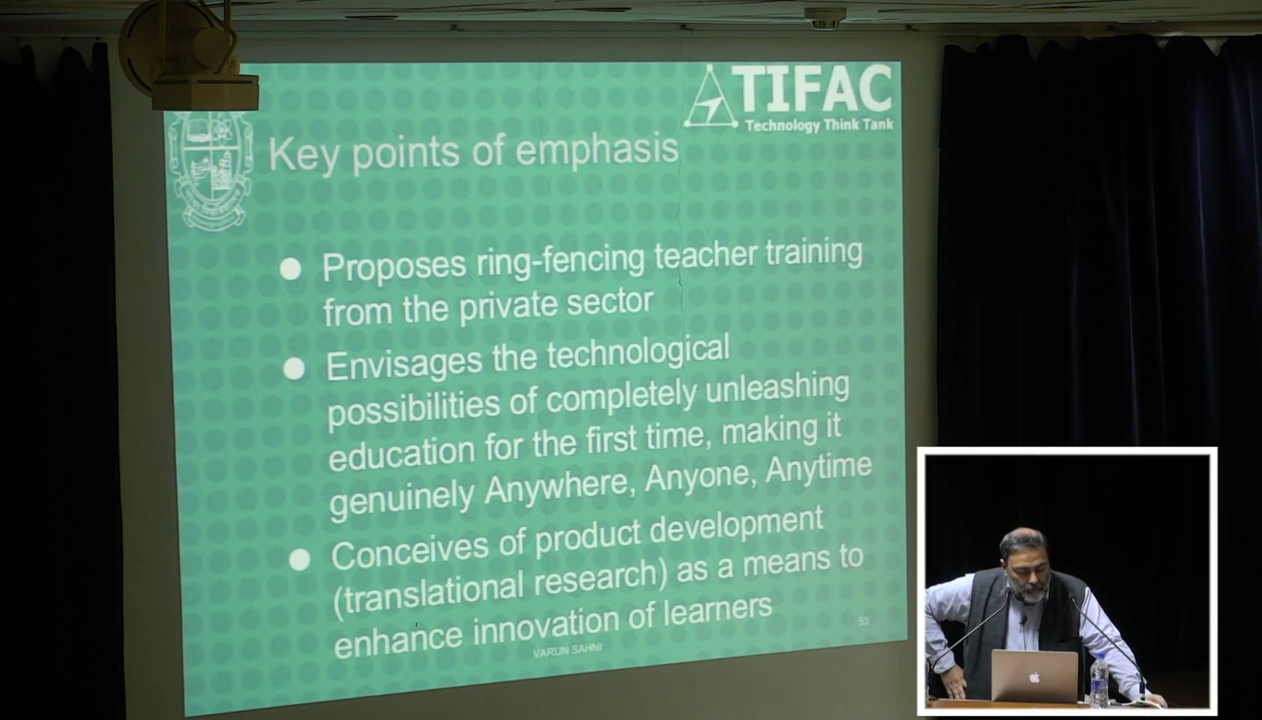 TIFAC
Technology Think Tank
Key points of emphasis
Proposes ring-fencing teacher training
from the private sector
Envisages the technological
possibilities of completely unleashing
education for the first time, making it
genuinely Anywhere, Anyone, Anytime
Conceives of product development
(translational research) as a means to
enhance innovation of learners
VARUN SAHNI
53